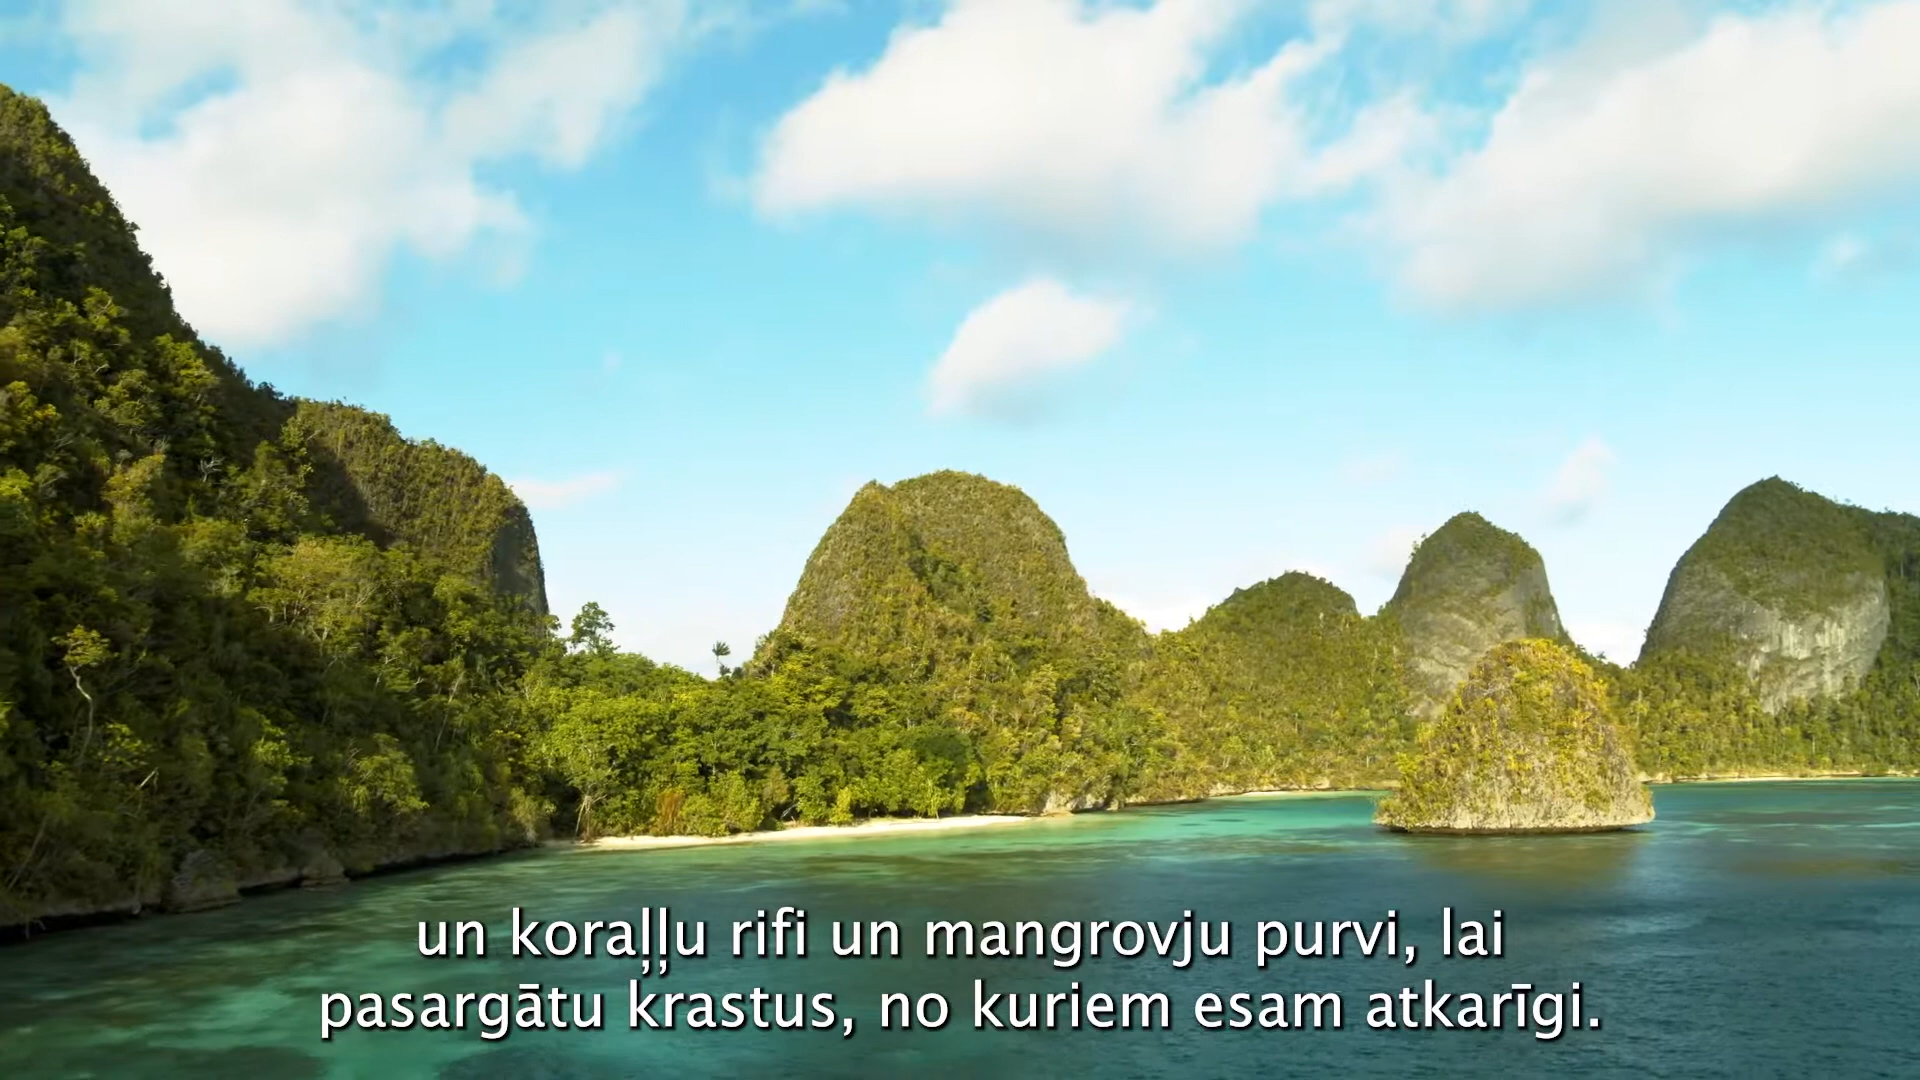 un koraļļu rifi un mangrovju purvi, lai
pasargātu krastus, no kuriem esam atkarīgi.